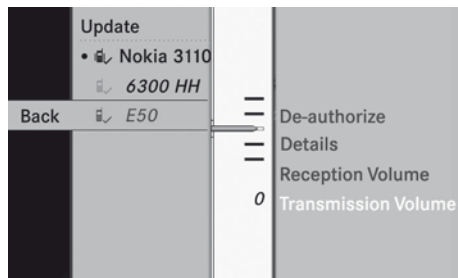 Update
• Nokia 3110
6300 HH
Back
E50
De-authorize
Details
Reception Volume
0
Transmission Volume